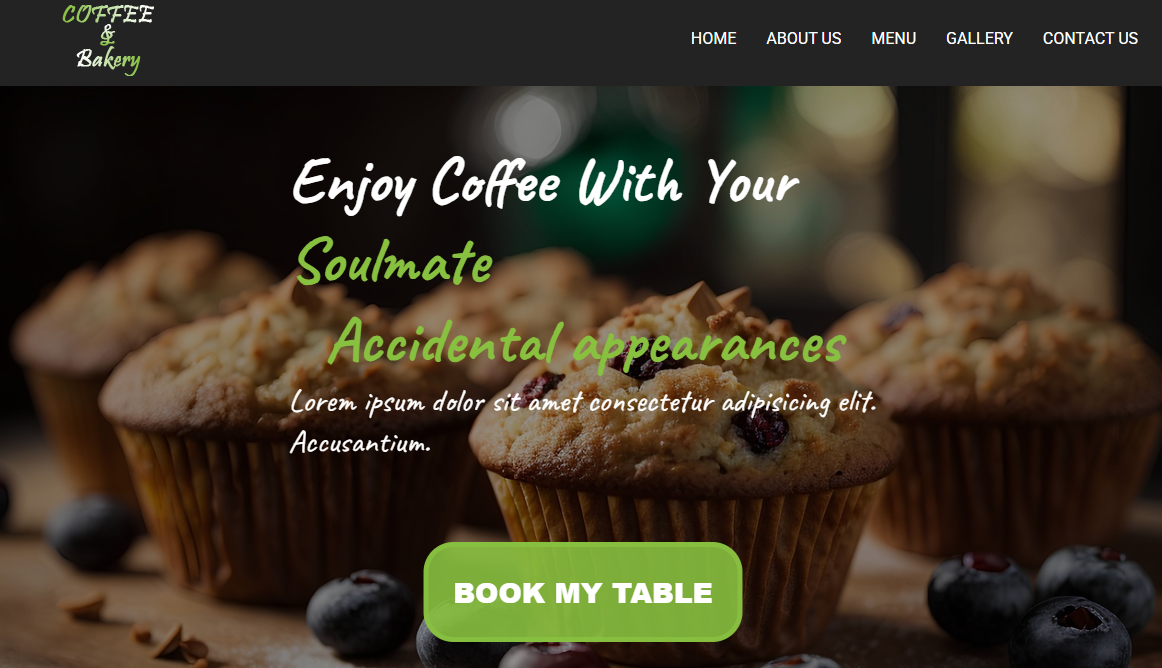 COFFEE
&
Bakery
HOME ABOUT US MENU GALLERY CONTACT US
Enjoy Coffee With Your
Soulmate
Accidental appearances
Lorem ipsum dolor sit amet consectetur adipisicing elit.
Accusantium.
BOOK MY TABLE